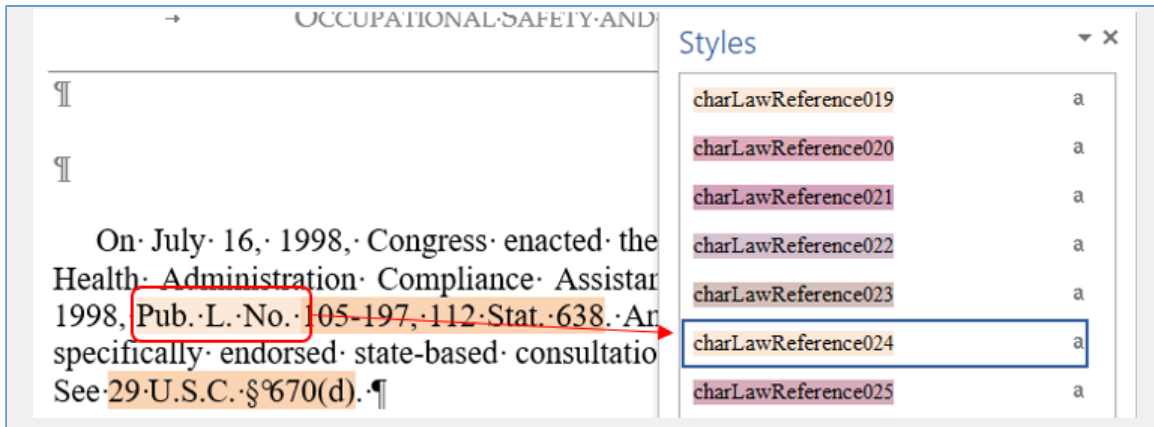 → OCCUPATIONAL·SAFETY·AND·
¶
¶
On· July· 16,· 1998,· Congress· enacted· the
Health· Administration· Compliance· Assistan
1998,·Pub.·L.·No.·105-197,·112·Stat.·638.·An
specifically· endorsed· state-based· consultatio
See·29·U.S.C.·§°670(d).·¶
Styles
charLawReference019 a
charLawReference020 a
charLawReference021 a
charLawReference022 a
charLawReference023 a
charLawReference024 a
charLawReference025 a